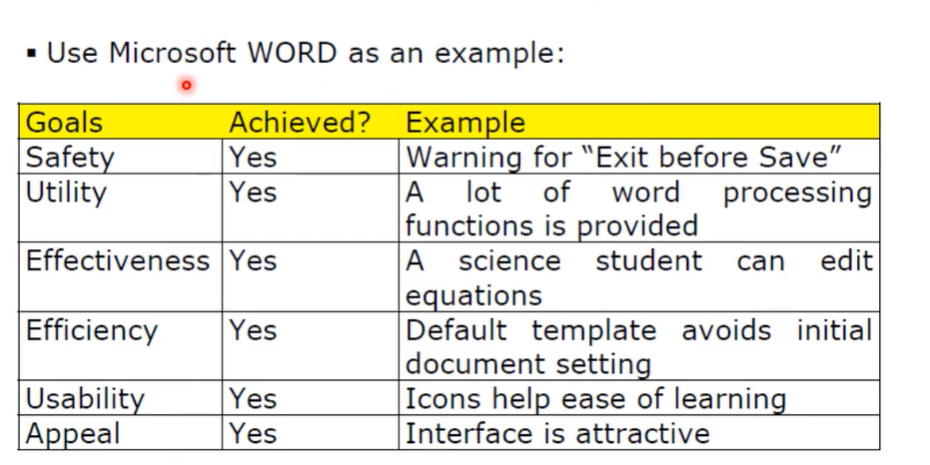 ▪ Use Microsoft WORD as an example:
Goals Achieved? Example
Safety Yes Warning for “Exit before Save”
Utility Yes A lot of word processing
functions is provided
Effectiveness Yes A science student can edit
equations
Efficiency Yes Default template avoids initial
document setting
Usability Yes Icons help ease of learning
Appeal Yes Interface is attractive